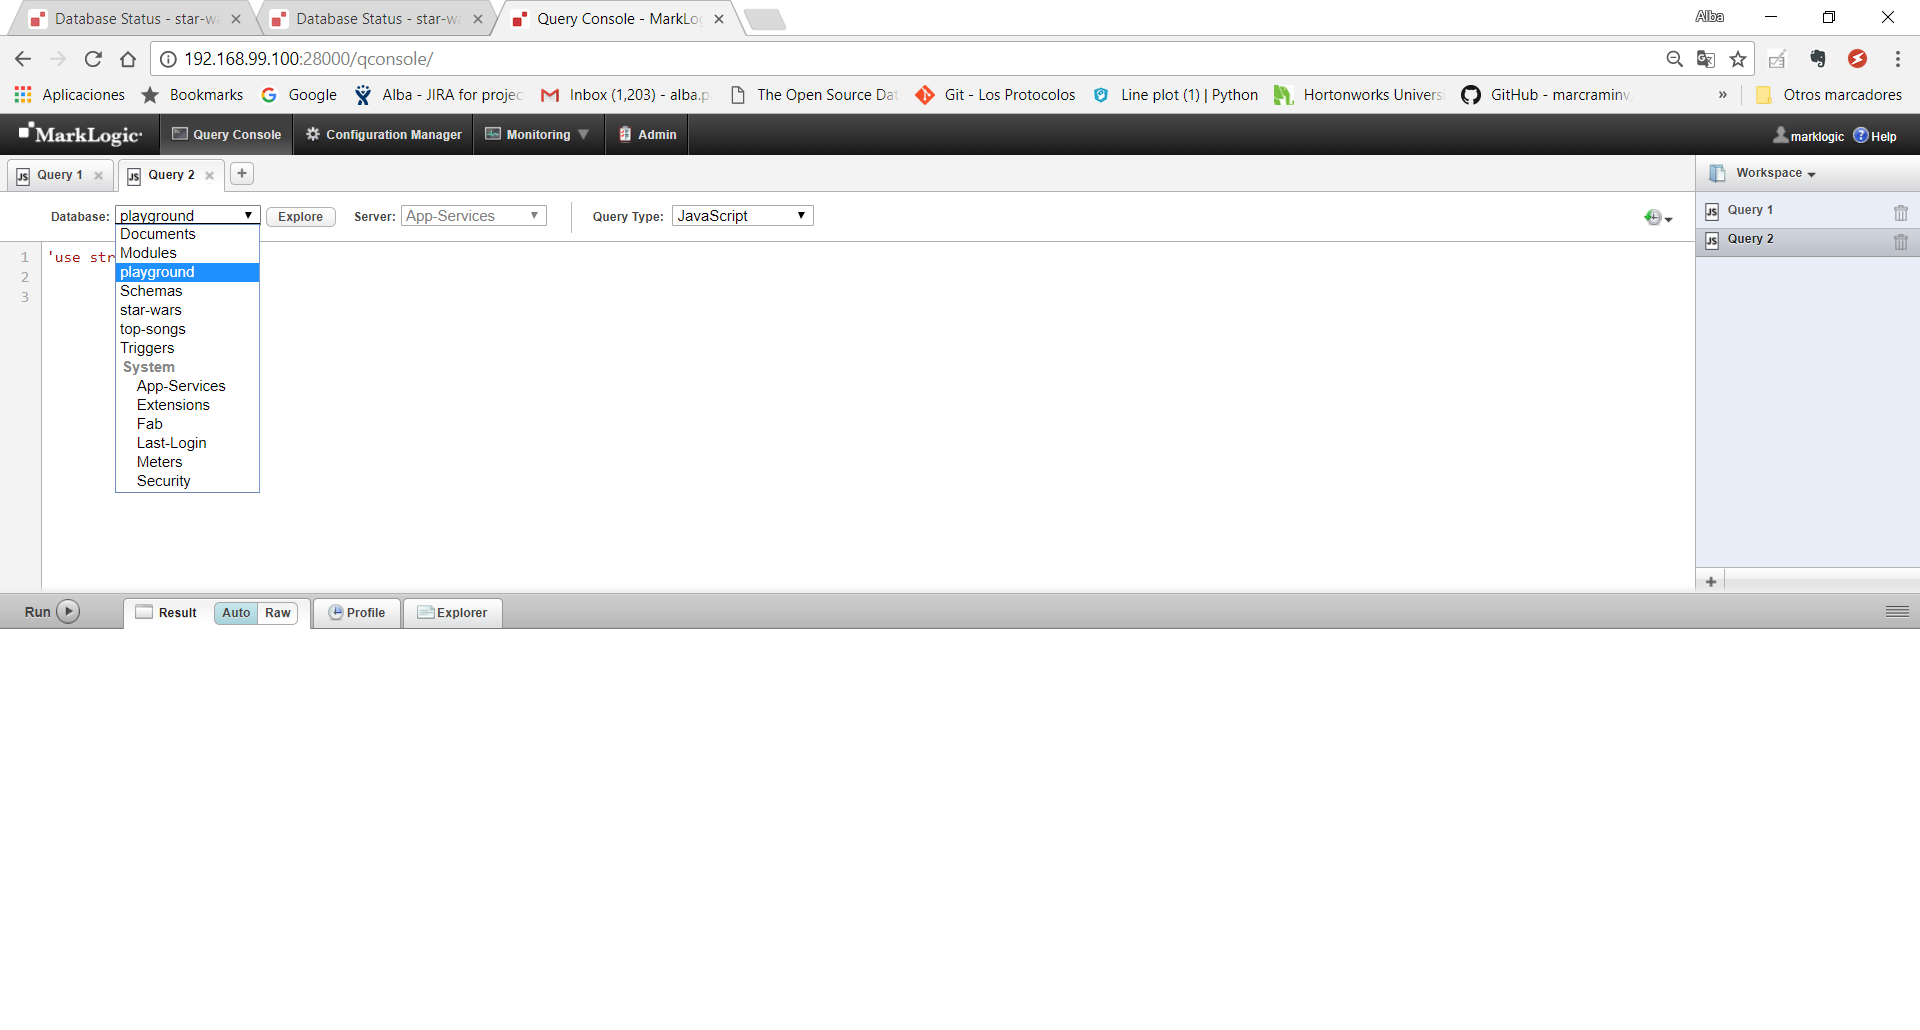 Database Status - star-w
Database Status - star-w
Query Console - MarkLo
Alba
192.168.99.100:28000/qconsole/
Aplicaciones
Bookmarks
Google
Alba - JIRA for projec
Inbox (1,203) - alba.p
The Open Source Dat
Git - Los Protocolos
Line plot (1) | Python
Hortonworks Univers
GitHub - marcraminv
»
Otros marcadores
MarkLogic
Query Console
Configuration Manager
Monitoring
Admin
marklogic
Help
Query 1
Query 2
Workspace
Database: playground
Explore
Server: App-Services
Query Type: JavaScript
Query 1
Query 2
1 'use str
2
3
Documents
Modules
playground
Schemas
star-wars
top-songs
Triggers
System
App-Services
Extensions
Fab
Last-Login
Meters
Security
Run
Result
Auto
Raw
Profile
Explorer